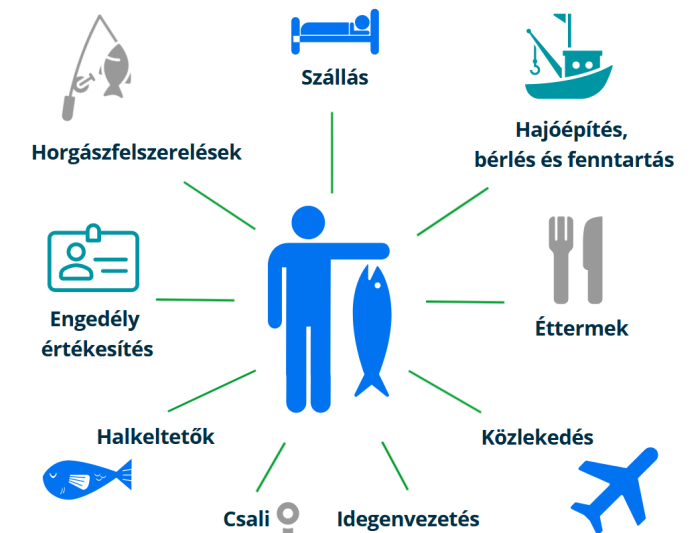 Szállás
Horgászfelszerelések
Hajóépítés,
bérlés és fenntartás
Engedély
értékesítés
Éttermek
Halkeltetők
Közlekedés
Csali
Idegenvezetés